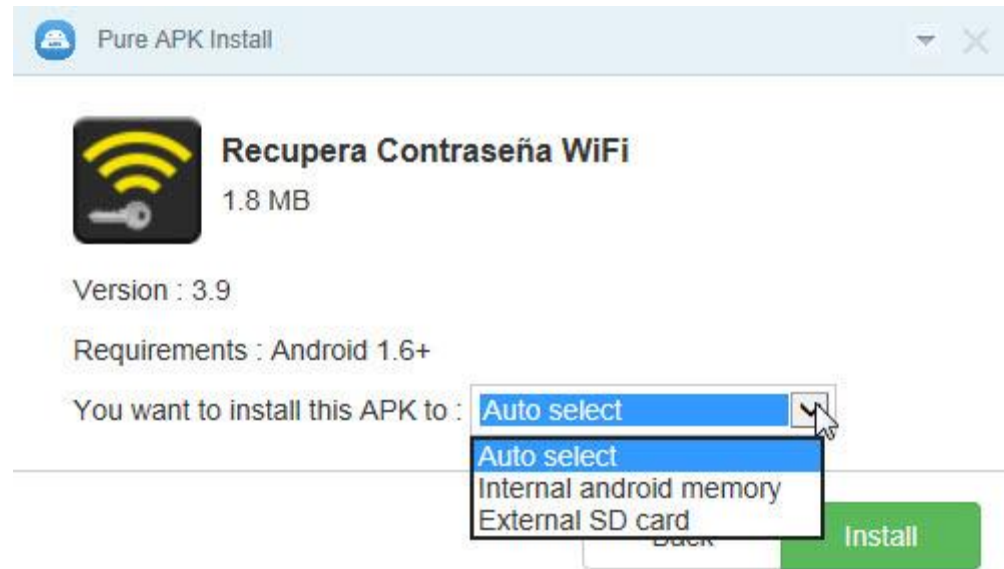 Pure APK Install
Recupera Contraseña WiFi
1.8 MB
Version : 3.9
Requirements : Android 1.6+
You want to install this APK to : Auto select
Auto select
Internal android memory
External SD card
Back Install